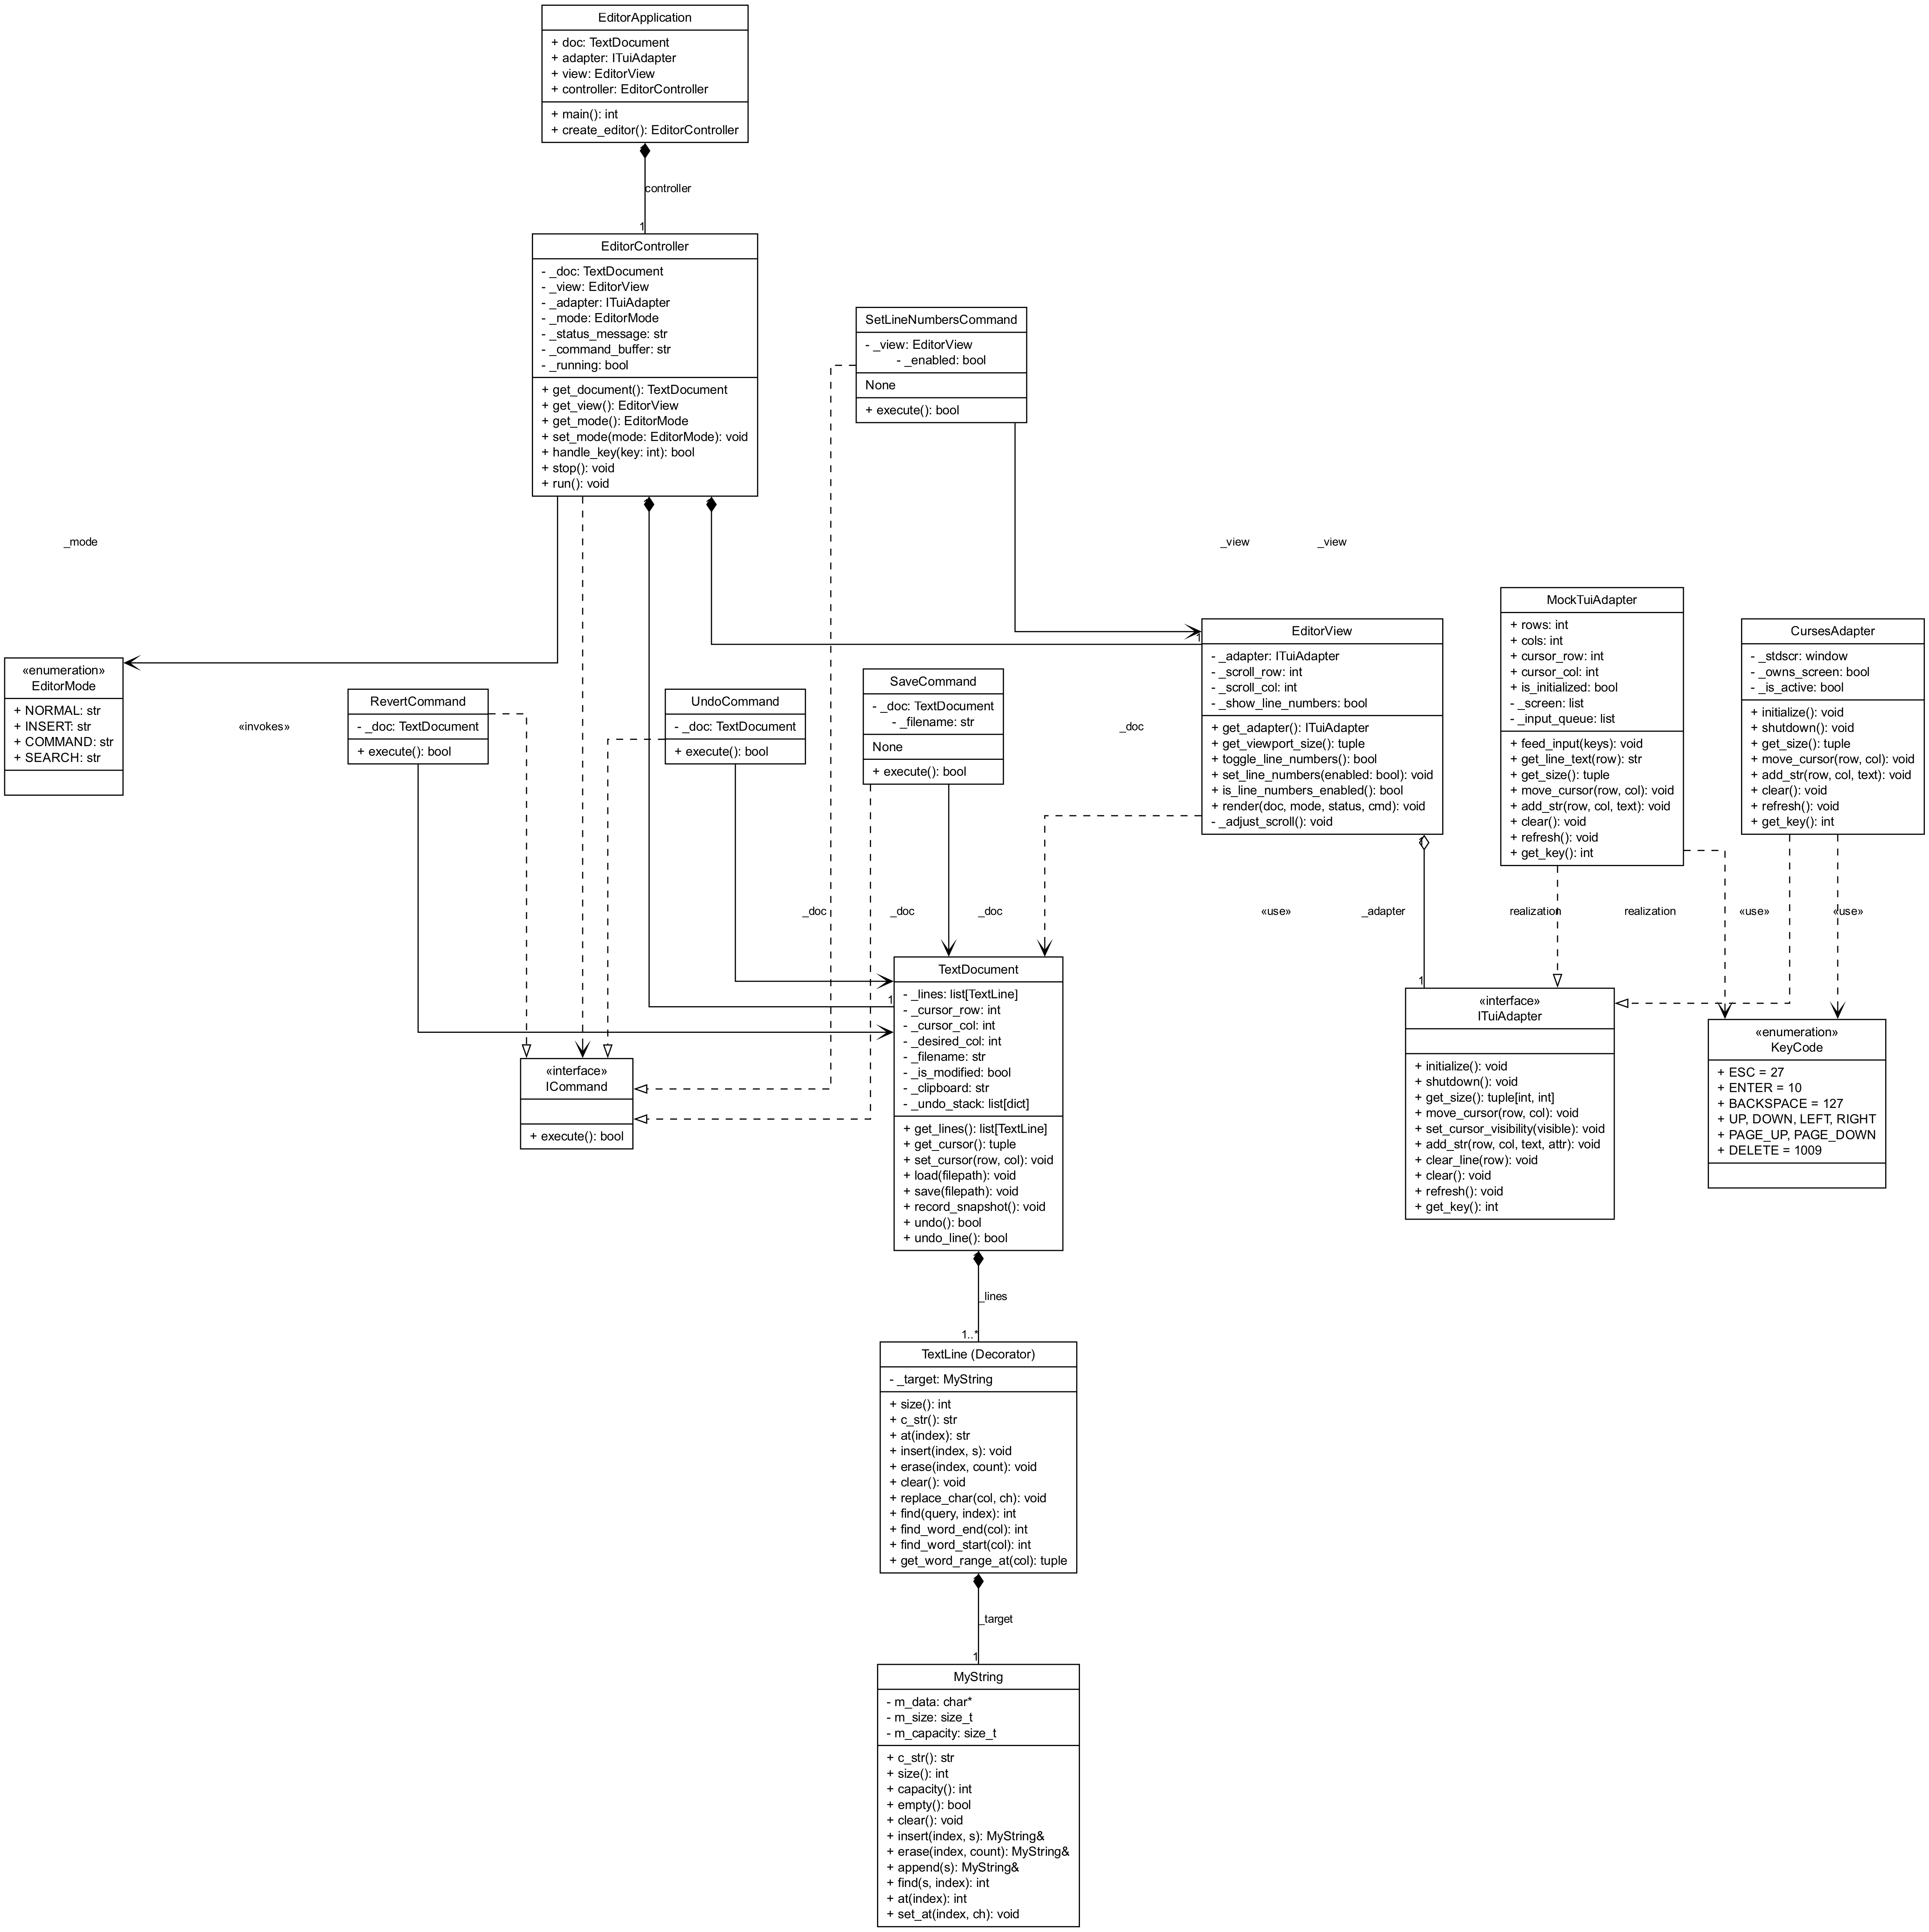 EditorApplication
+ doc: TextDocument
+ adapter: ITuiAdapter
+ view: EditorView
+ controller: EditorController
+ main(): int
+ create_editor(): EditorController
controller
1
EditorController
- _doc: TextDocument
- _view: EditorView
- _adapter: ITuiAdapter
- _mode: EditorMode
- _status_message: str
- _command_buffer: str
- _running: bool
+ get_document(): TextDocument
+ get_view(): EditorView
+ get_mode(): EditorMode
+ set_mode(mode: EditorMode): void
+ handle_key(key: int): bool
+ stop(): void
+ run(): void
SetLineNumbersCommand
- _view: EditorView
- _enabled: bool
None
+ execute(): bool
_mode
_view
_view
«enumeration»
EditorMode
+ NORMAL: str
+ INSERT: str
+ COMMAND: str
+ SEARCH: str
«invokes»
RevertCommand
- _doc: TextDocument
+ execute(): bool
UndoCommand
- _doc: TextDocument
+ execute(): bool
SaveCommand
- _doc: TextDocument
- _filename: str
None
+ execute(): bool
_doc
1
EditorView
- _adapter: ITuiAdapter
- _scroll_row: int
- _scroll_col: int
- _show_line_numbers: bool
+ get_adapter(): ITuiAdapter
+ get_viewport_size(): tuple
+ toggle_line_numbers(): bool
+ set_line_numbers(enabled: bool): void
+ is_line_numbers_enabled(): bool
+ render(doc, mode, status, cmd): void
- _adjust_scroll(): void
MockTuiAdapter
+ rows: int
+ cols: int
+ cursor_row: int
+ cursor_col: int
+ is_initialized: bool
- _screen: list
- _input_queue: list
+ feed_input(keys): void
+ get_line_text(row): str
+ get_size(): tuple
+ move_cursor(row, col): void
+ add_str(row, col, text): void
+ clear(): void
+ refresh(): void
+ get_key(): int
CursesAdapter
- _stdscr: window
- _owns_screen: bool
- _is_active: bool
+ initialize(): void
+ shutdown(): void
+ get_size(): tuple
+ move_cursor(row, col): void
+ add_str(row, col, text): void
+ clear(): void
+ refresh(): void
+ get_key(): int
_doc
_doc
_doc
«use»
_adapter
realization
realization
«use»
«use»
1
TextDocument
- _lines: list[TextLine]
- _cursor_row: int
- _cursor_col: int
- _desired_col: int
- _filename: str
- _is_modified: bool
- _clipboard: str
- _undo_stack: list[dict]
+ get_lines(): list[TextLine]
+ get_cursor(): tuple
+ set_cursor(row, col): void
+ load(filepath): void
+ save(filepath): void
+ record_snapshot(): void
+ undo(): bool
+ undo_line(): bool
«interface»
ICommand
+ execute(): bool
1
«interface»
ITuiAdapter
+ initialize(): void
+ shutdown(): void
+ get_size(): tuple[int, int]
+ move_cursor(row, col): void
+ set_cursor_visibility(visible): void
+ add_str(row, col, text, attr): void
+ clear_line(row): void
+ clear(): void
+ refresh(): void
+ get_key(): int
«enumeration»
KeyCode
+ ESC = 27
+ ENTER = 10
+ BACKSPACE = 127
+ UP, DOWN, LEFT, RIGHT
+ PAGE_UP, PAGE_DOWN
+ DELETE = 1009
_lines
1..*
TextLine (Decorator)
- _target: MyString
+ size(): int
+ c_str(): str
+ at(index): str
+ insert(index, s): void
+ erase(index, count): void
+ clear(): void
+ replace_char(col, ch): void
+ find(query, index): int
+ find_word_end(col): int
+ find_word_start(col): int
+ get_word_range_at(col): tuple
_target
1
MyString
- m_data: char*
- m_size: size_t
- m_capacity: size_t
+ c_str(): str
+ size(): int
+ capacity(): int
+ empty(): bool
+ clear(): void
+ insert(index, s): MyString&
+ erase(index, count): MyString&
+ append(s): MyString&
+ find(s, index): int
+ at(index): int
+ set_at(index, ch): void